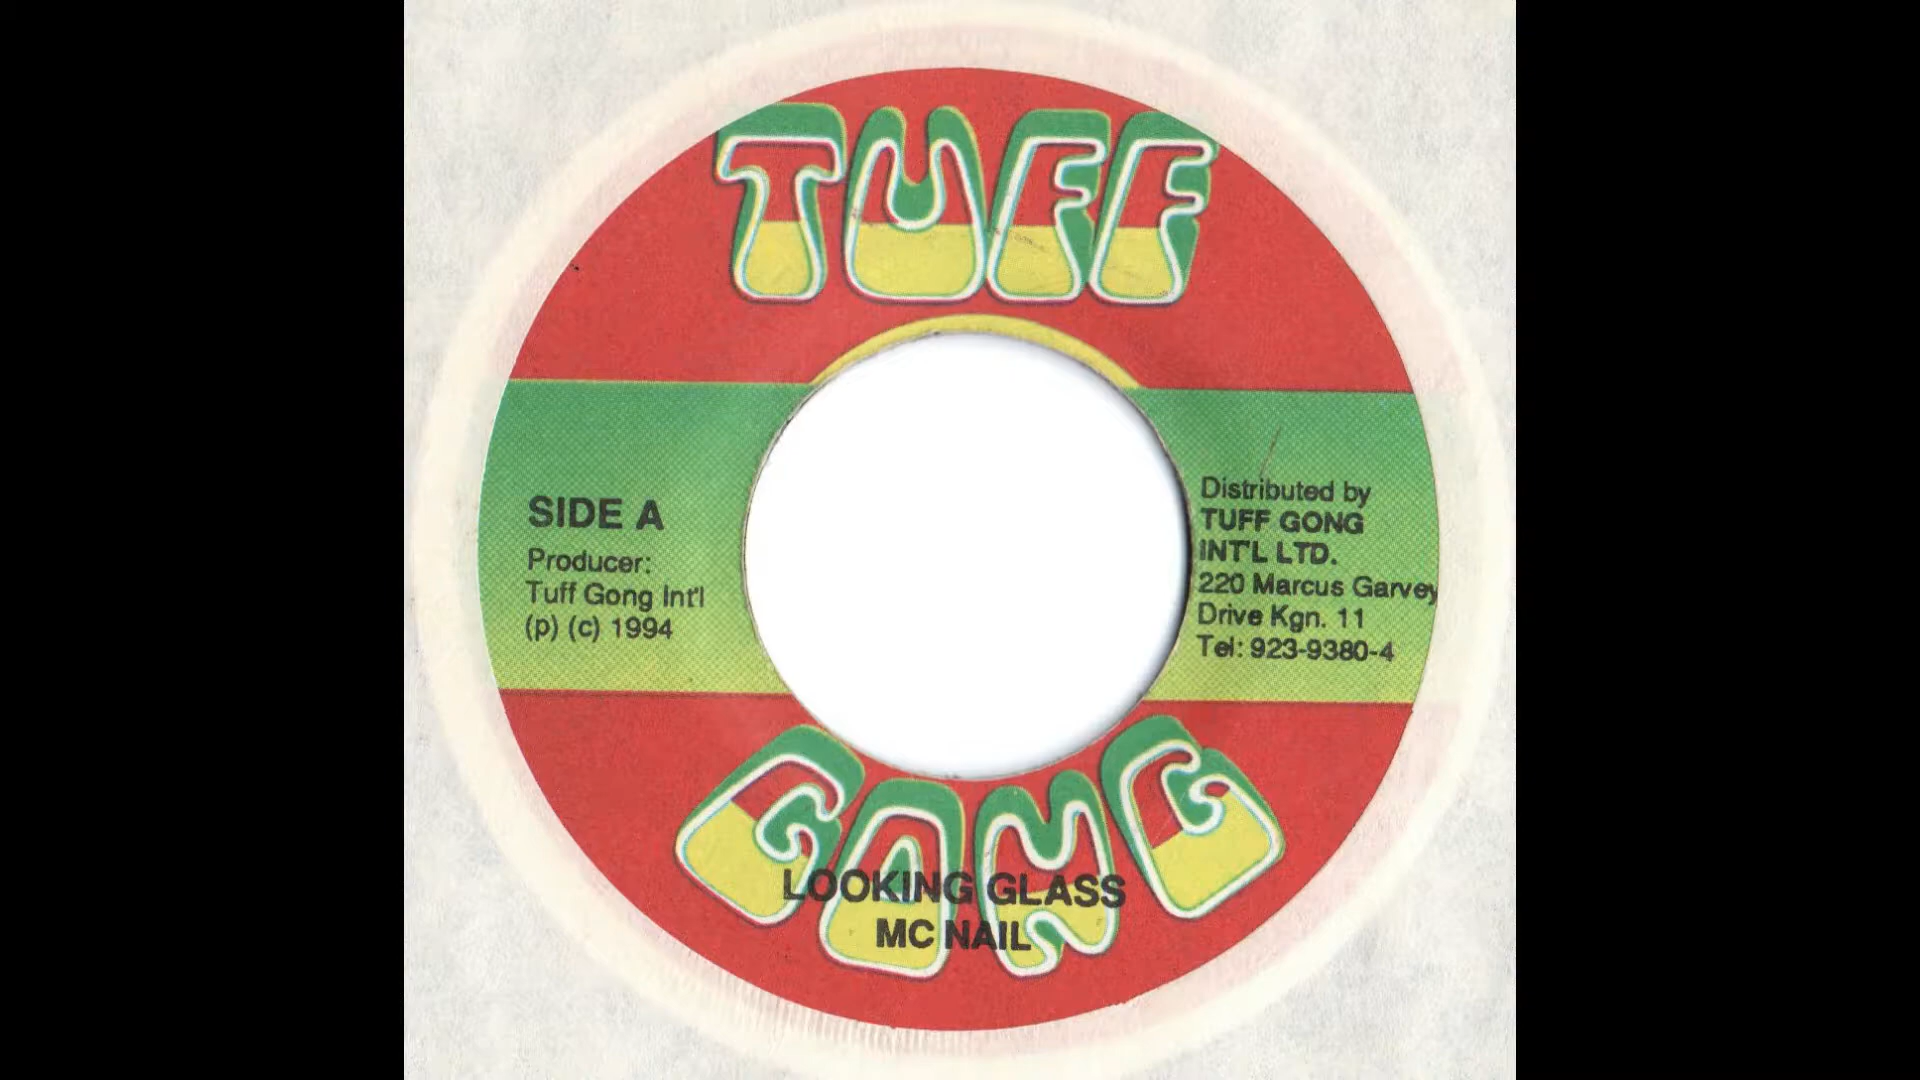 TUFF
SIDE A
Producer:
Tuff Gong Int'l
(p) (c) 1994
Distributed by
TUFF GONG
INT'L LTD.
220 Marcus Garvey
Drive Kgn. 11
Tel: 923-9380-4
GONG
LOOKING GLASS
MC NAIL